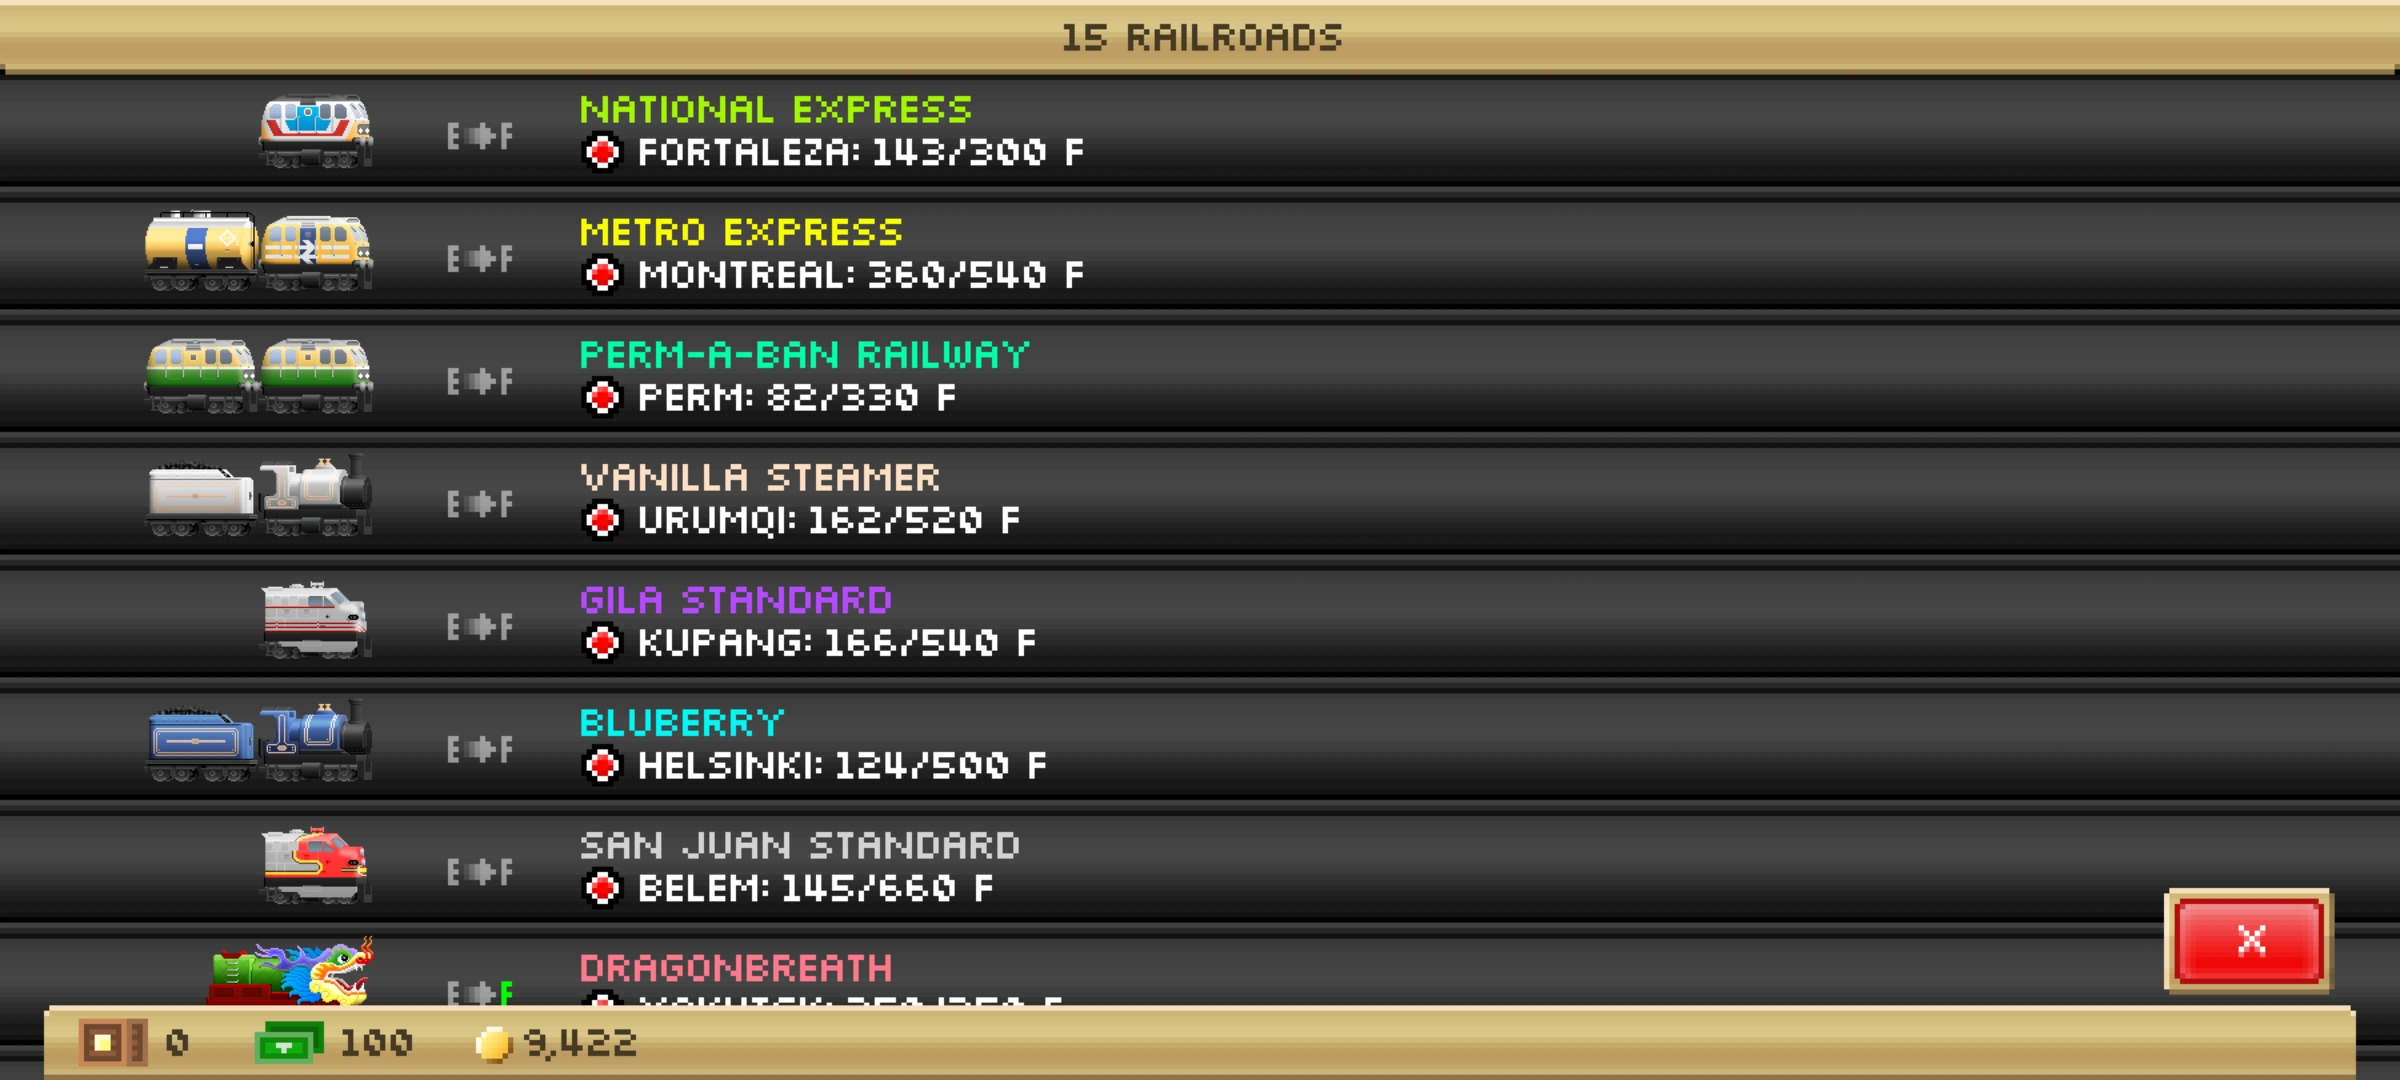 15 RAILROADS
E F
NATIONAL EXPRESS
FORTALEZA: 143/300 F
E F
METRO EXPRESS
MONTREAL: 360/540 F
E F
PERM-A-BAN RAILWAY
PERM: 82/330 F
E F
VANILLA STEAMER
URUMQI: 162/520 F
E F
GILA STANDARD
KUPANG: 166/540 F
E F
BLUBERRY
HELSINKI: 124/500 F
E F
SAN JUAN STANDARD
BELEM: 145/660 F
E F
DRAGONBREATH
X
0 100 9,422